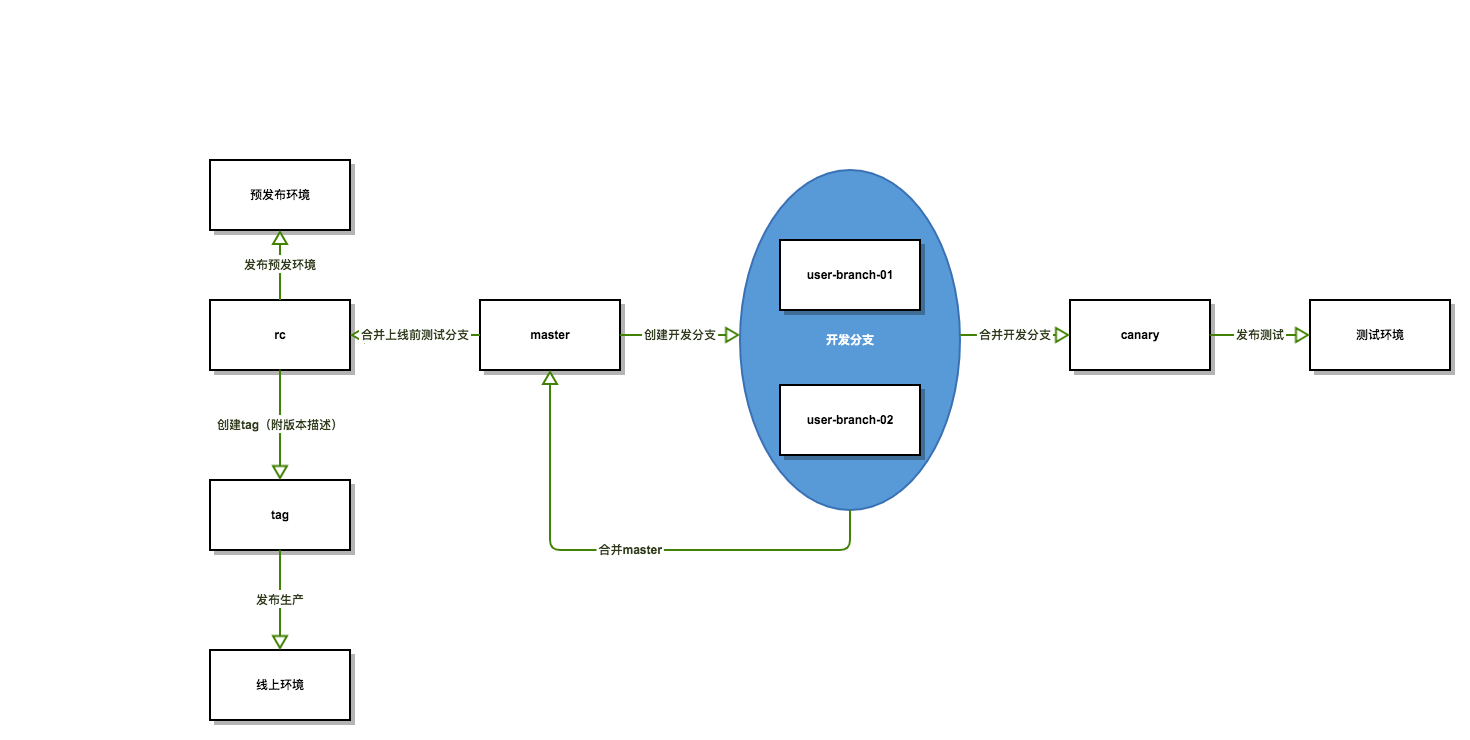 预发布环境
发布预发环境
user-branch-01
rc
合并上线前测试分支
master
创建开发分支
开发分支
合并开发分支
canary
发布测试
测试环境
user-branch-02
创建tag（附版本描述）
tag
合并master
发布生产
线上环境